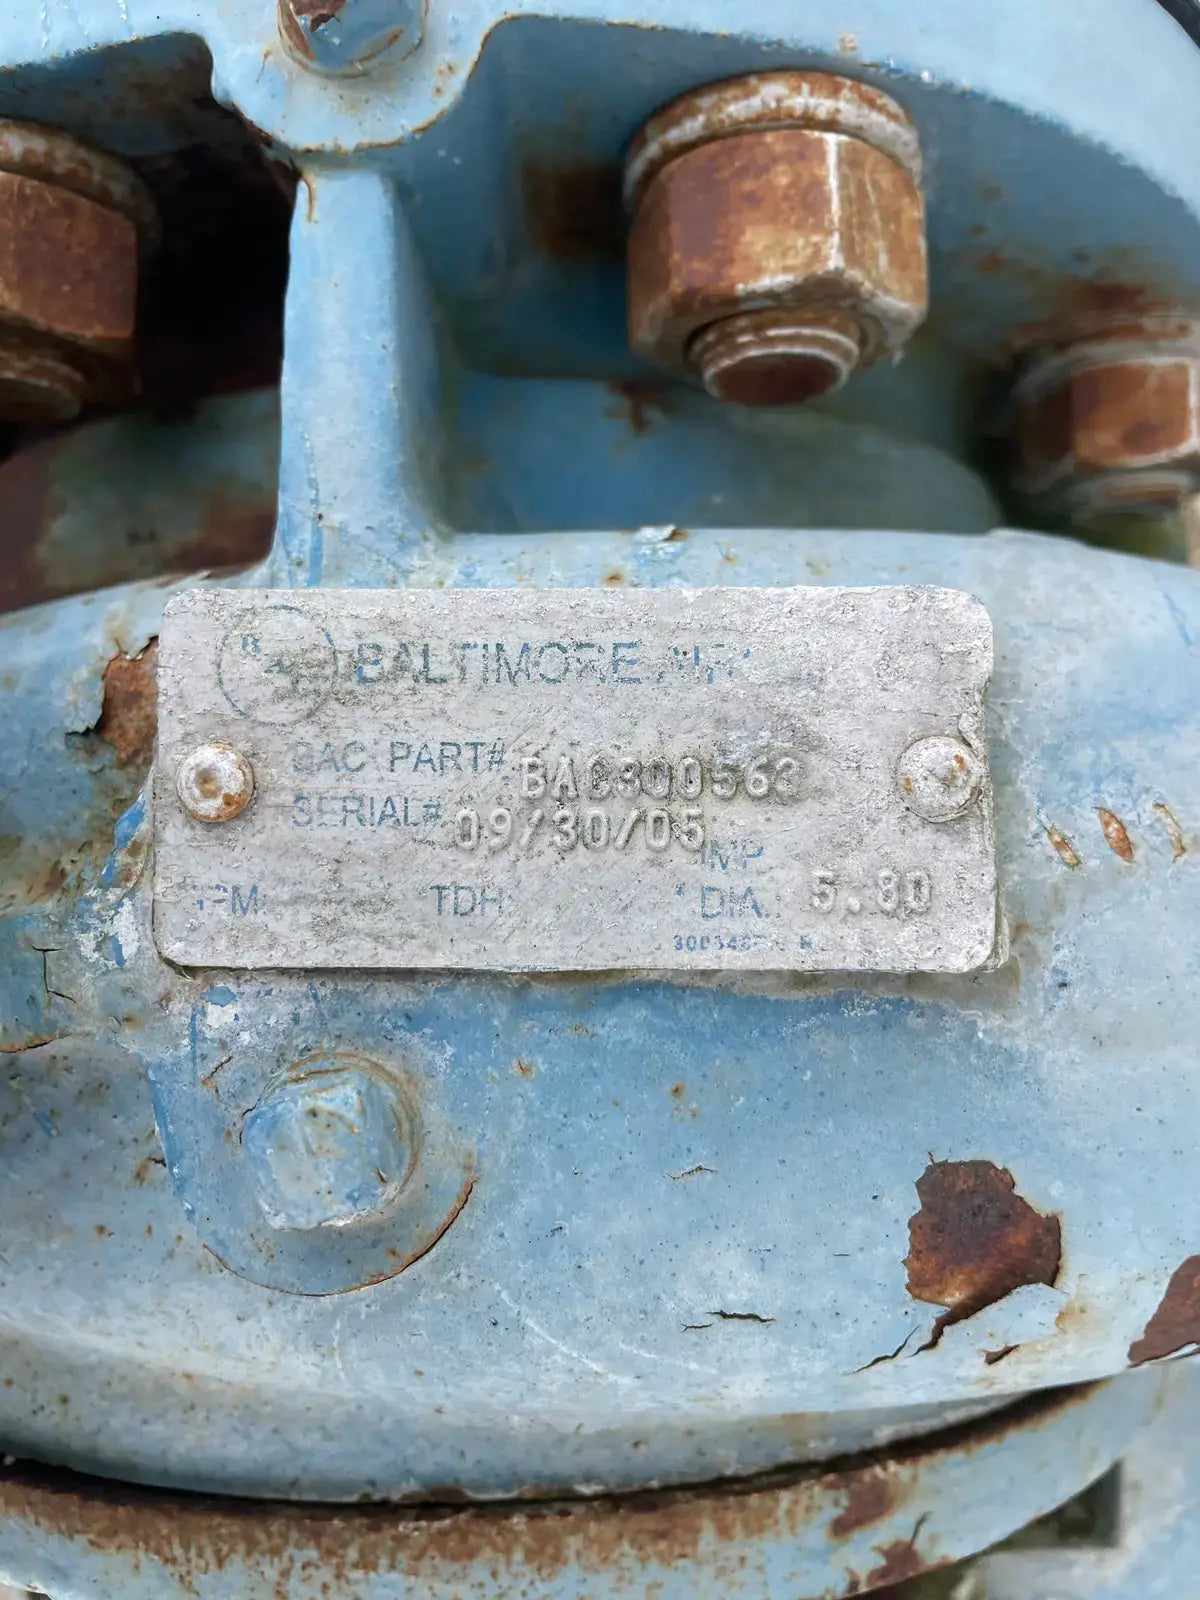 BALTIMORE AIR
BAC PART# BAC300563
SERIAL# 09/30/05
IMP
TDH DIA. 5.80